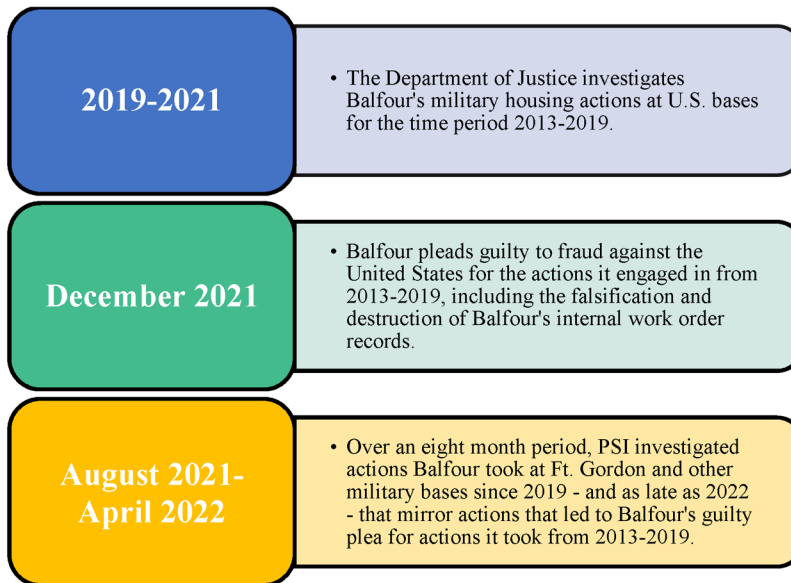 2019-2021
• The Department of Justice investigates
Balfour's military housing actions at U.S. bases
for the time period 2013-2019.
December 2021
• Balfour pleads guilty to fraud against the
United States for the actions it engaged in from
2013-2019, including the falsification and
destruction of Balfour's internal work order
records.
August 2021-
April 2022
• Over an eight month period, PSI investigated
actions Balfour took at Ft. Gordon and other
military bases since 2019 - and as late as 2022
- that mirror actions that led to Balfour's guilty
plea for actions it took from 2013-2019.